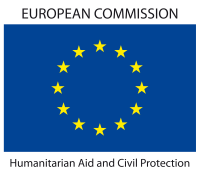 EUROPEAN COMMISSION
Humanitarian Aid and Civil Protection